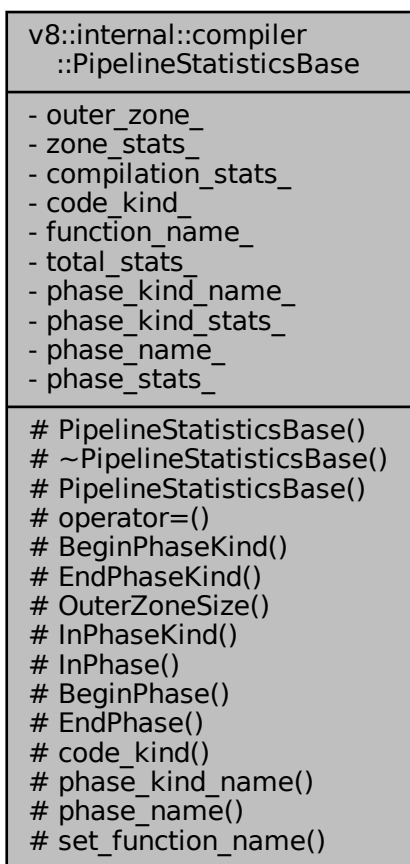 v8::internal::compiler
::PipelineStatisticsBase
- outer_zone_
- zone_stats_
- compilation_stats_
- code_kind_
- function_name_
- total_stats_
- phase_kind_name_
- phase_kind_stats_
- phase_name_
- phase_stats_
# PipelineStatisticsBase()
# ~PipelineStatisticsBase()
# PipelineStatisticsBase()
# operator=()
# BeginPhaseKind()
# EndPhaseKind()
# OuterZoneSize()
# InPhaseKind()
# InPhase()
# BeginPhase()
# EndPhase()
# code_kind()
# phase_kind_name()
# phase_name()
# set_function_name()